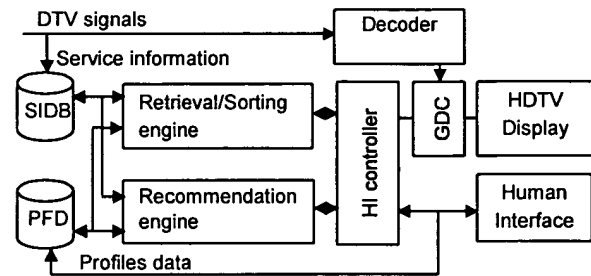 DTV signals
Decoder
Service information
SIDB
Retrieval/Sorting
engine
HI controller
GDC
HDTV
Display
PFD
Recommendation
engine
Human
Interface
Profiles data